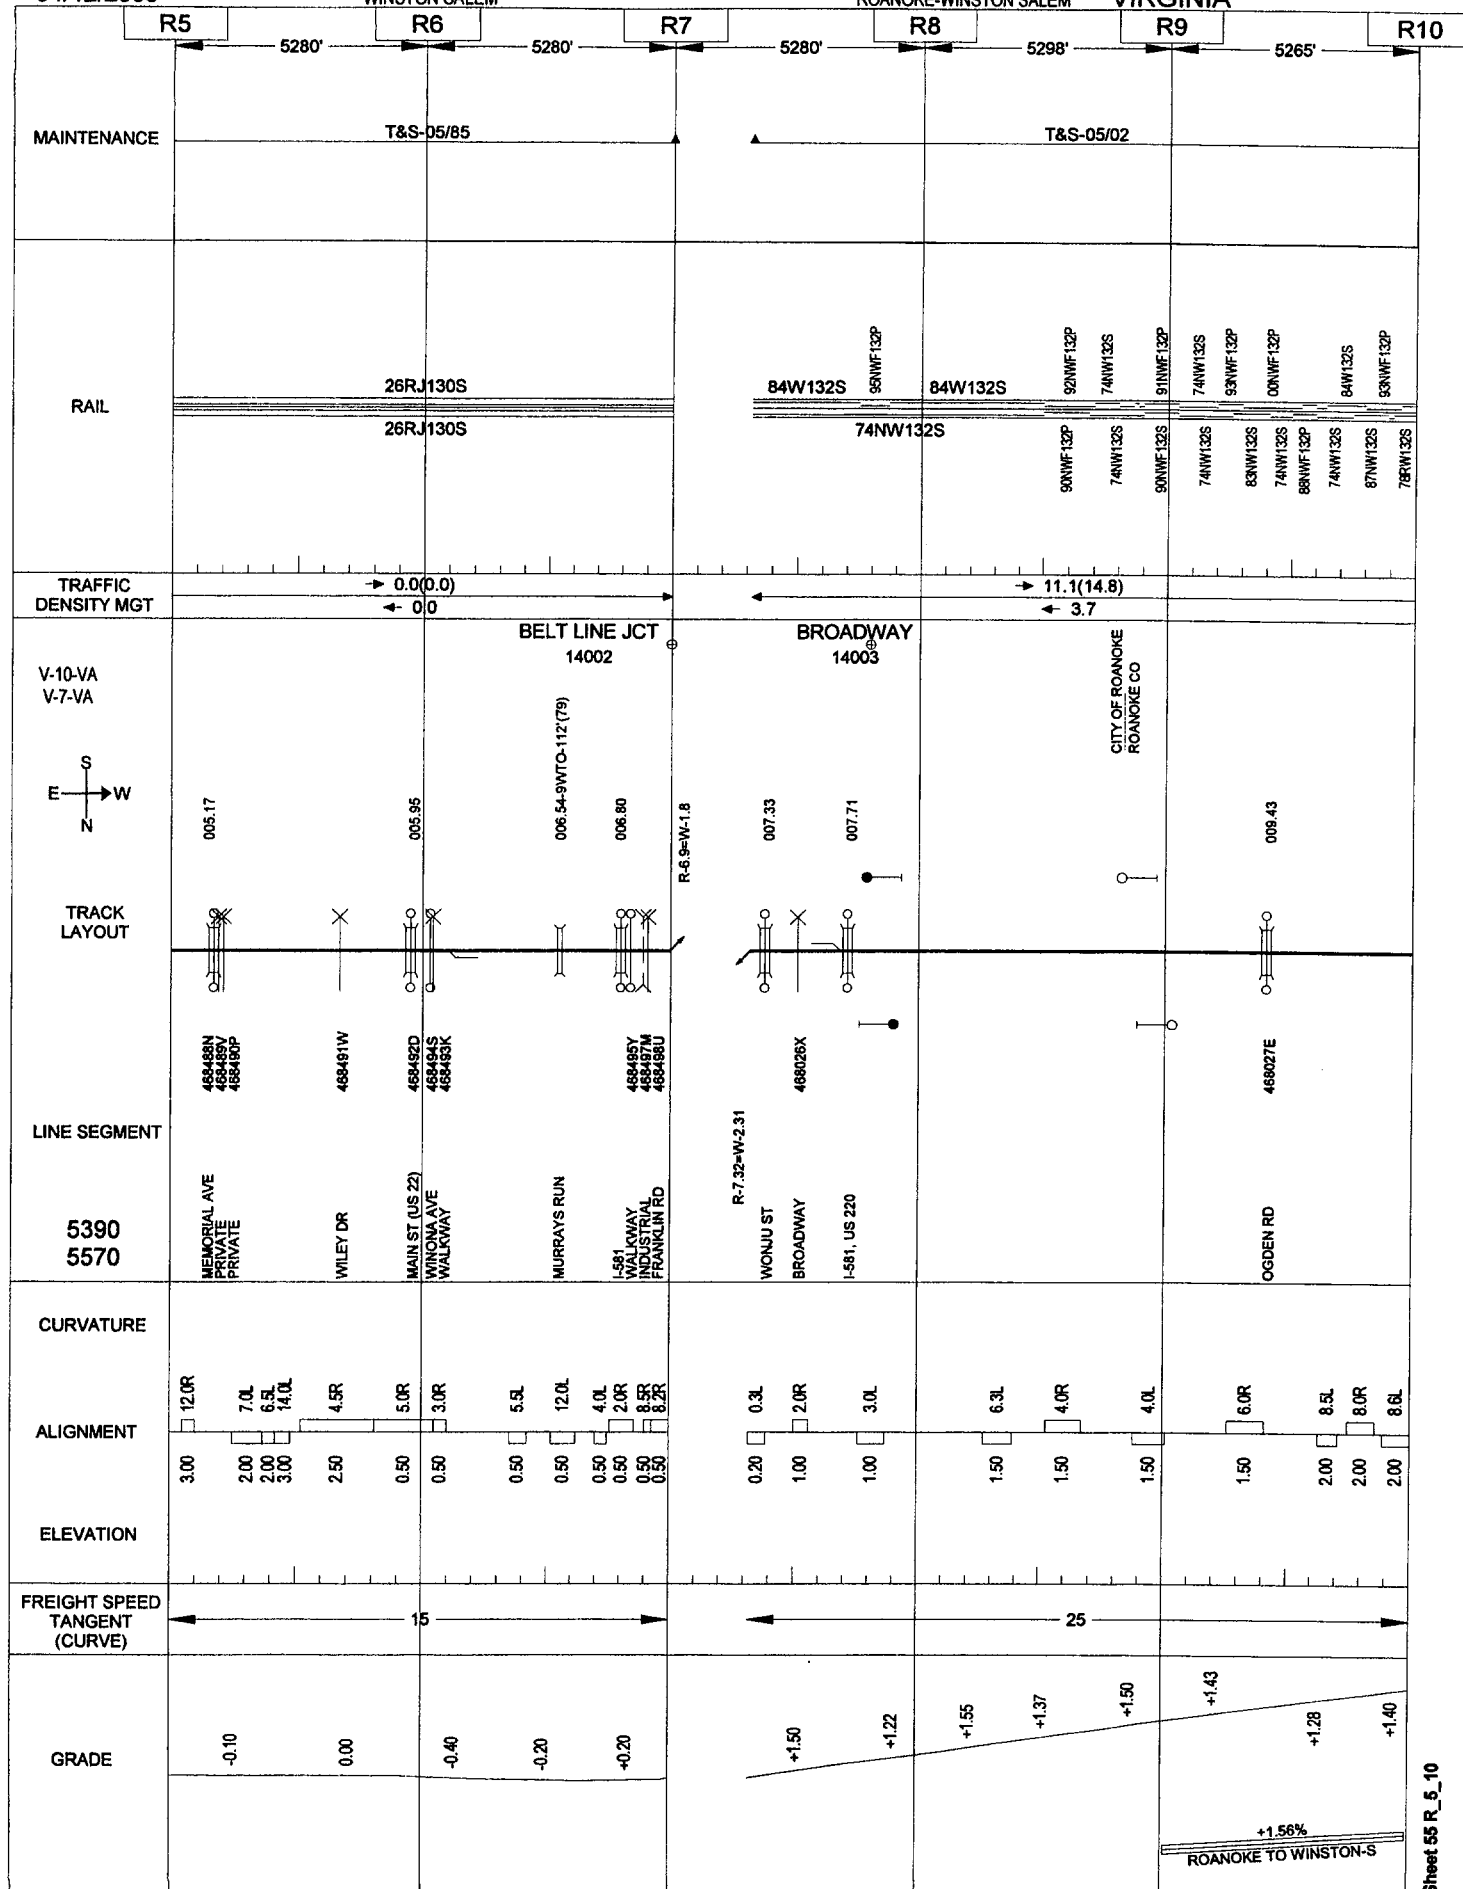 WINSTON SALEM
ROANOKE-WINSTON SALEM VIRGINIA
R5 R6 R7 R8 R9 R10
5280' 5280' 5280' 5298' 5265'
MAINTENANCE
T&S-05/85
T&S-05/02
95NWF132P
92NWF132P
74NW132S
91NWF132P
74NW132S
93NWF132P
00NWF132P
84W132S
93NWF132P
RAIL
26RJ130S
84W132S
84W132S
26RJ130S
74NW132S
90NWF132P
74NW132S
90NWF132S
74NW132S
83NW132S
74NW132S
88NWF132P
74NW132S
87NW132S
78RW132S
TRAFFIC
DENSITY MGT
0.0(0.0)
0.0
11.1(14.8)
3.7
BELT LINE JCT
14002
BROADWAY
14003
CITY OF ROANOKE
ROANOKE CO
V-10-VA
V-7-VA
S
E W
N
005.17
005.95
006.54-9WTO-112'(79)
006.80
R-6.9=W-1.8
007.33
007.71
009.43
TRACK
LAYOUT
468488N
468489V
468490P
468491W
468492D
468494S
468493K
468495Y
468497M
468498U
468026X
468027E
LINE SEGMENT
5390
5570
R-7.32=W-2.31
MEMORIAL AVE
PRIVATE
PRIVATE
WILEY DR
MAIN ST (US 22)
WINONA AVE
WALKWAY
MURRAYS RUN
I-581
WALKWAY
INDUSTRIAL
FRANKLIN RD
WONJU ST
BROADWAY
I-581, US 220
OGDEN RD
CURVATURE
12.0R
7.0L
6.5L
14.0L
4.5R
5.0R
3.0R
5.5L
12.0L
4.0L
2.0R
8.5R
8.2R
0.3L
2.0R
3.0L
6.3L
4.0R
4.0L
6.0R
8.5L
8.0R
8.6L
ALIGNMENT
3.00
2.00
2.00
3.00
2.50
0.50
0.50
0.50
0.50
0.50
0.50
0.50
0.50
0.20
1.00
1.00
1.50
1.50
1.50
1.50
2.00
2.00
2.00
ELEVATION
FREIGHT SPEED
TANGENT
(CURVE)
15
25
GRADE
-0.10
0.00
-0.40
-0.20
+0.20
+1.50
+1.22
+1.55
+1.37
+1.50
+1.43
+1.28
+1.40
+1.56%
ROANOKE TO WINSTON-S
Sheet 55 R_5_10